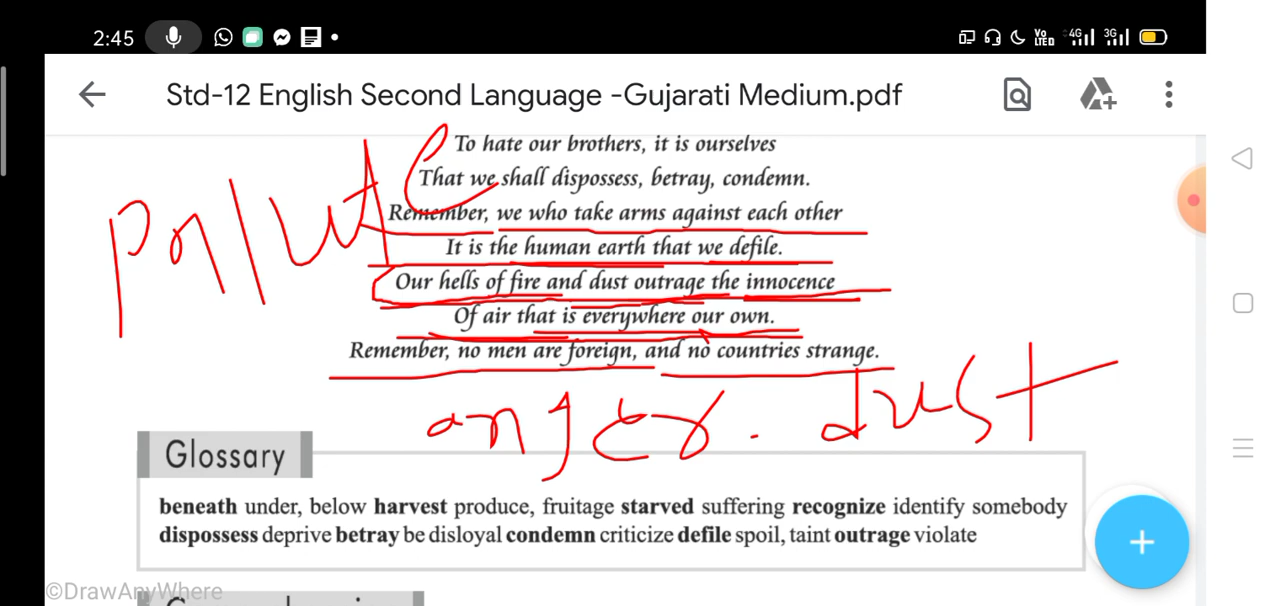 2:45
VoLTED 4G 3G
Std-12 English Second Language -Gujarati Medium.pdf
To hate our brothers, it is ourselves
That we shall dispossess, betray, condemn.
Remember, we who take arms against each other
It is the human earth that we defile.
Our hells of fire and dust outrage the innocence
Of air that is everywhere our own.
Remember, no men are foreign, and no countries strange.
pollute
anger. dust
Glossary
beneath under, below harvest produce, fruitage starved suffering recognize identify somebody
dispossess deprive betray be disloyal condemn criticize defile spoil, taint outrage violate
©DrawAnyWhere